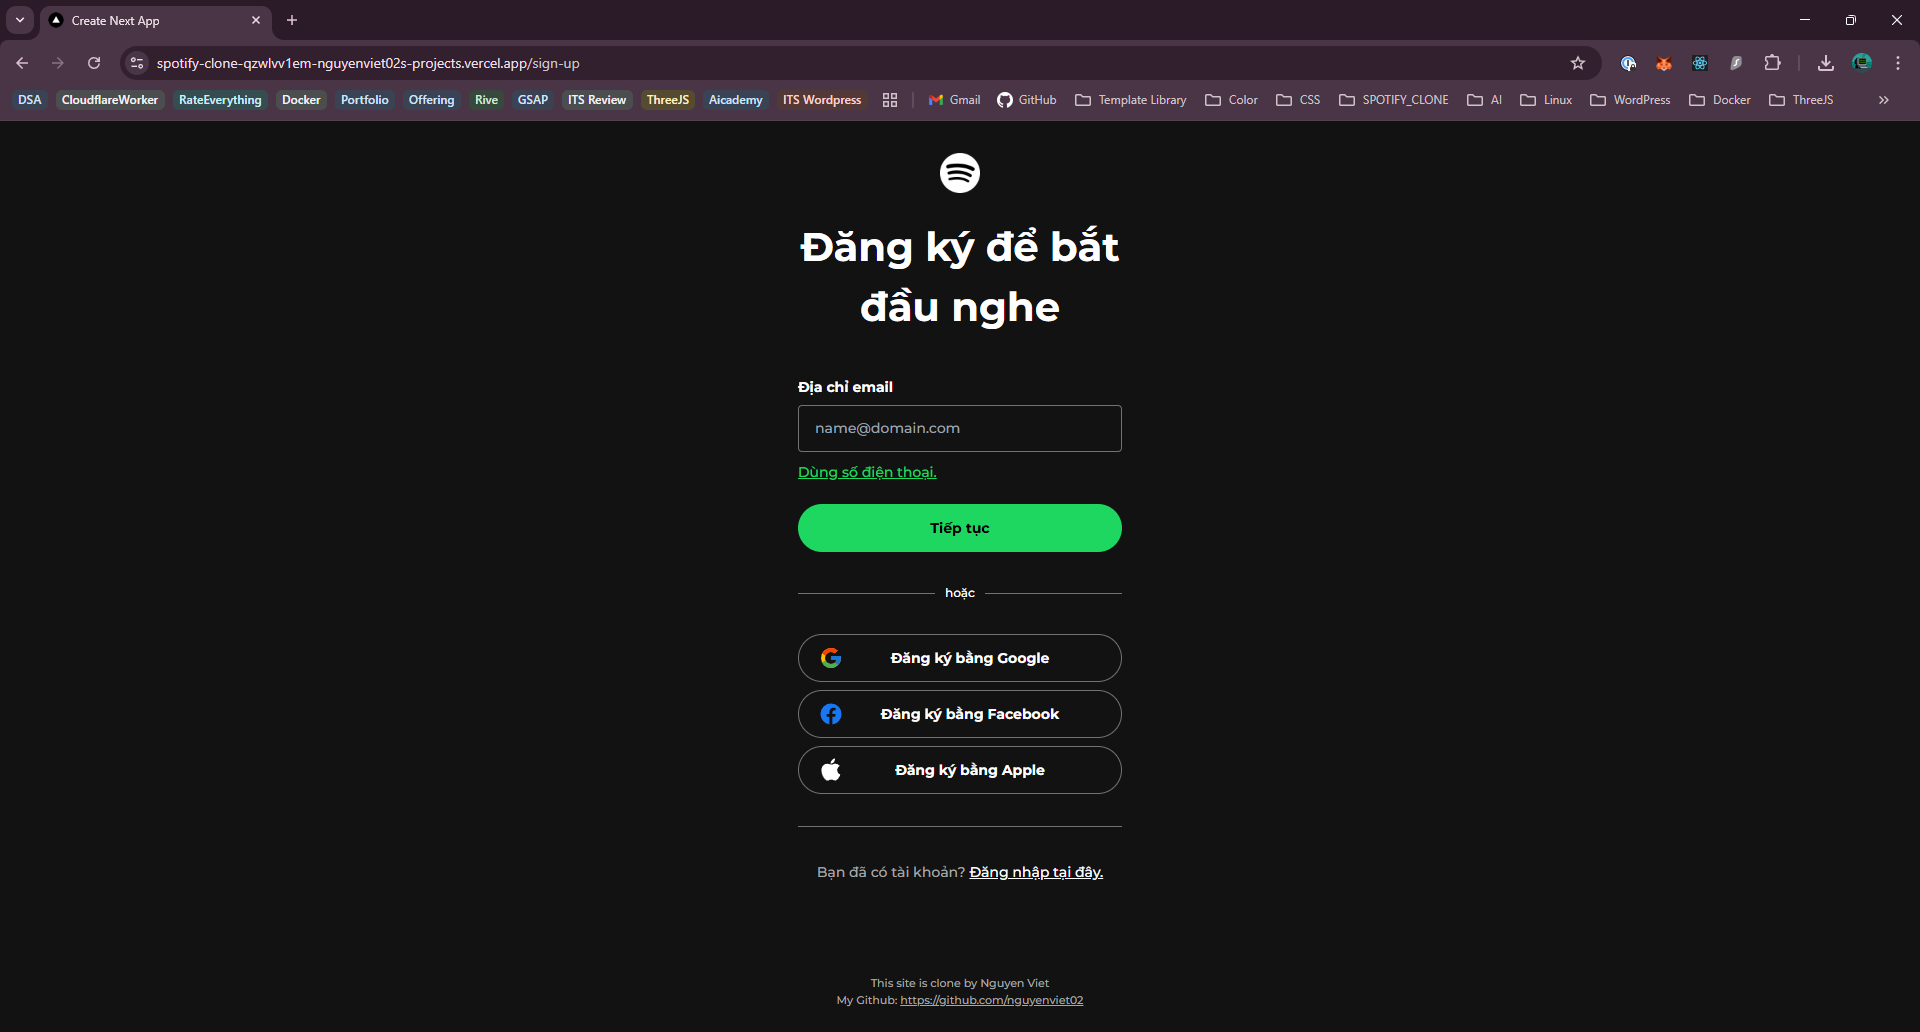 Create Next App
spotify-clone-qzwlvv1em-nguyenviet02s-projects.vercel.app/sign-up
DSA CloudflareWorker RateEverything Docker Portfolio Offering Rive GSAP ITS Review ThreeJS Aicademy ITS Wordpress Gmail GitHub Template Library Color CSS SPOTIFY_CLONE AI Linux WordPress Docker ThreeJS
Đăng ký để bắt
đầu nghe
Địa chỉ email
name@domain.com
Dùng số điện thoại.
Tiếp tục
hoặc
Đăng ký bằng Google
Đăng ký bằng Facebook
Đăng ký bằng Apple
Bạn đã có tài khoản? Đăng nhập tại đây.
This site is clone by Nguyen Viet
My Github: https://github.com/nguyenviet02